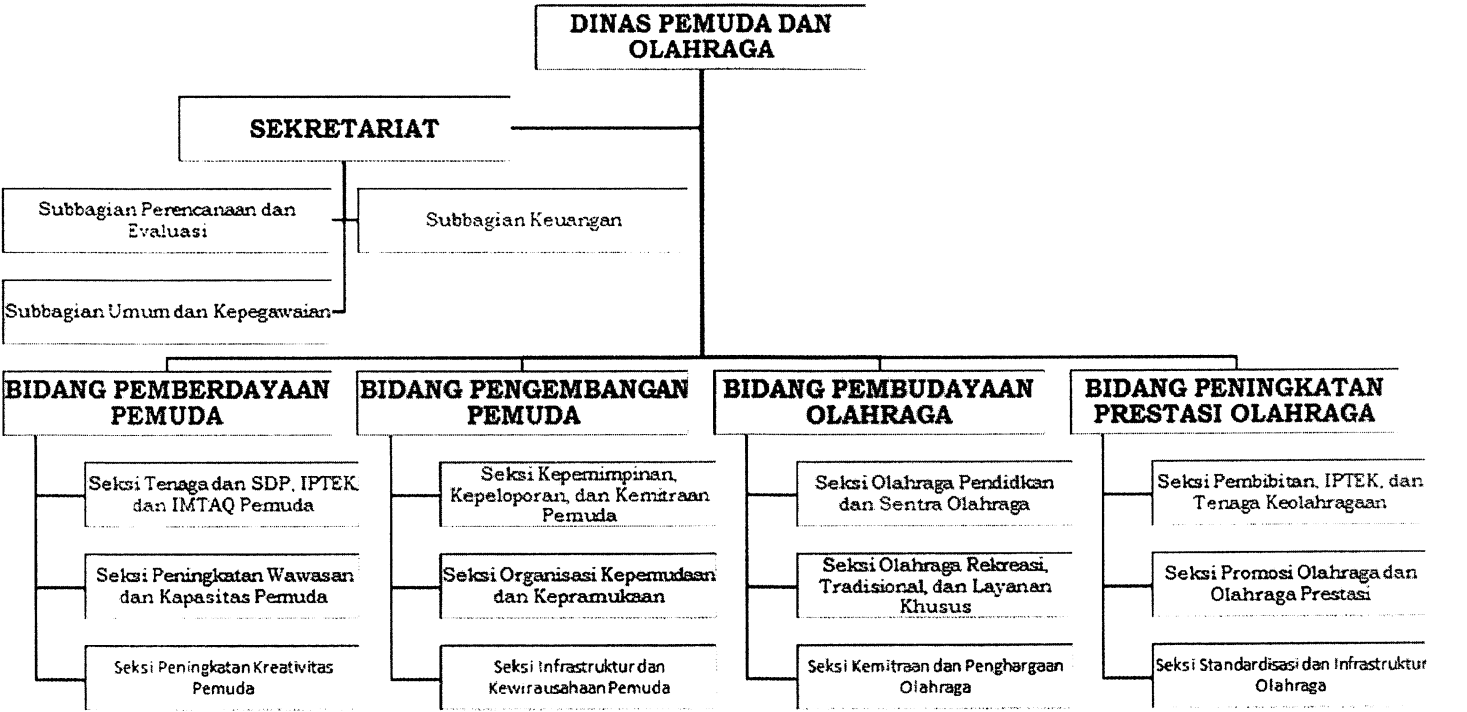 DINAS PEMUDA DAN
OLAHRAGA
SEKRETARIAT
Subbagian Perencanaan dan
Evaluasi
Subbagian Keuangan
Subbagian Umum dan Kepegawaian
BIDANG PEMBERDAYAAN
PEMUDA
Seksi Tenaga dan SDP, IPTEK,
dan IMTAQ Pemuda
Seksi Peningkatan Wawasan
dan Kapasitas Pemuda
Seksi Peningkatan Kreativitas
Pemuda
BIDANG PENGEMBANGAN
PEMUDA
Seksi Kepemimpinan,
Kepeloporan, dan Kemitraan
Pemuda
Seksi Organisasi Kepemudaan
dan Kepramukaan
Seksi Infrastruktur dan
Kewirausahaan Pemuda
BIDANG PEMBUDAYAAN
OLAHRAGA
Seksi Olahraga Pendidikan
dan Sentra Olahraga
Seksi Olahraga Rekreasi,
Tradisional, dan Layanan
Khusus
Seksi Kemitraan dan Penghargaan
Olahraga
BIDANG PENINGKATAN
PRESTASI OLAHRAGA
Seksi Pembibitan, IPTEK, dan
Tenaga Keolahragaan
Seksi Promosi Olahraga dan
Olahraga Prestasi
Seksi Standardisasi dan Infrastruktur
Olahraga